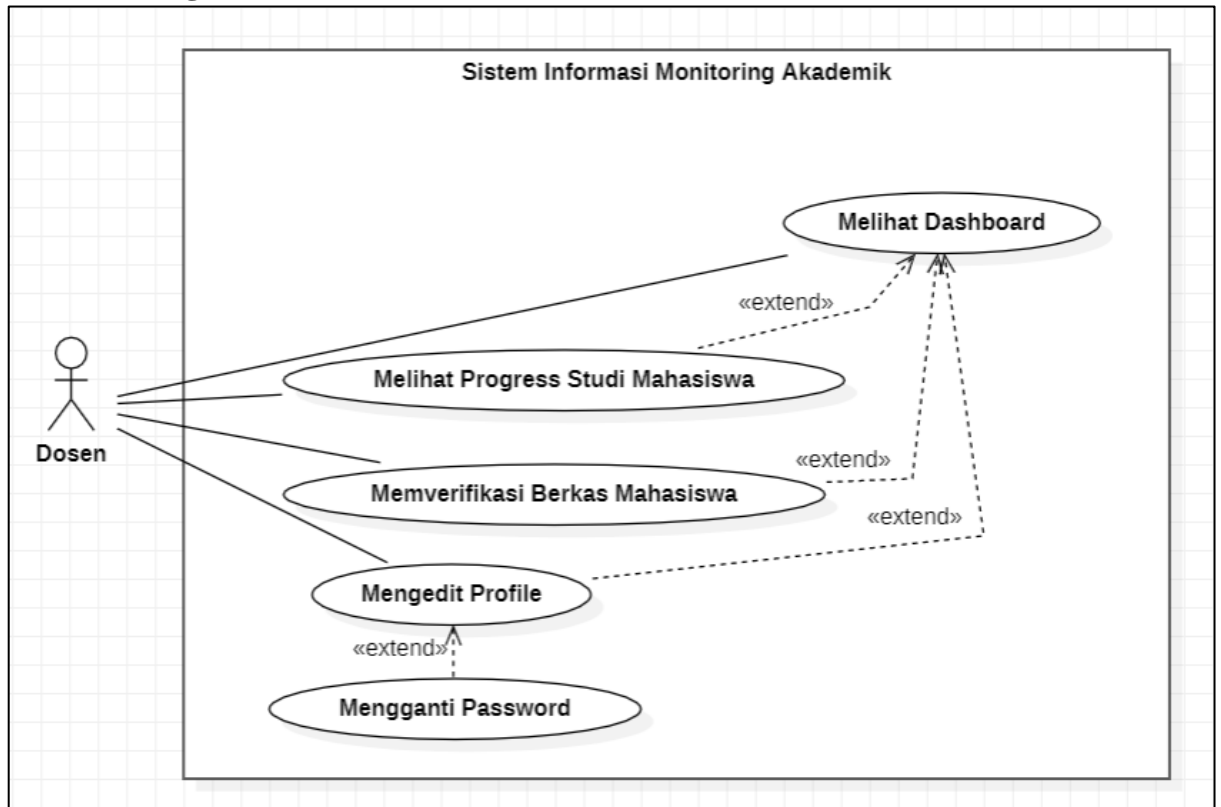 Sistem Informasi Monitoring Akademik
Melihat Dashboard
«extend»
Melihat Progress Studi Mahasiswa
Dosen
«extend»
Memverifikasi Berkas Mahasiswa
«extend»
Mengedit Profile
«extend»
Mengganti Password